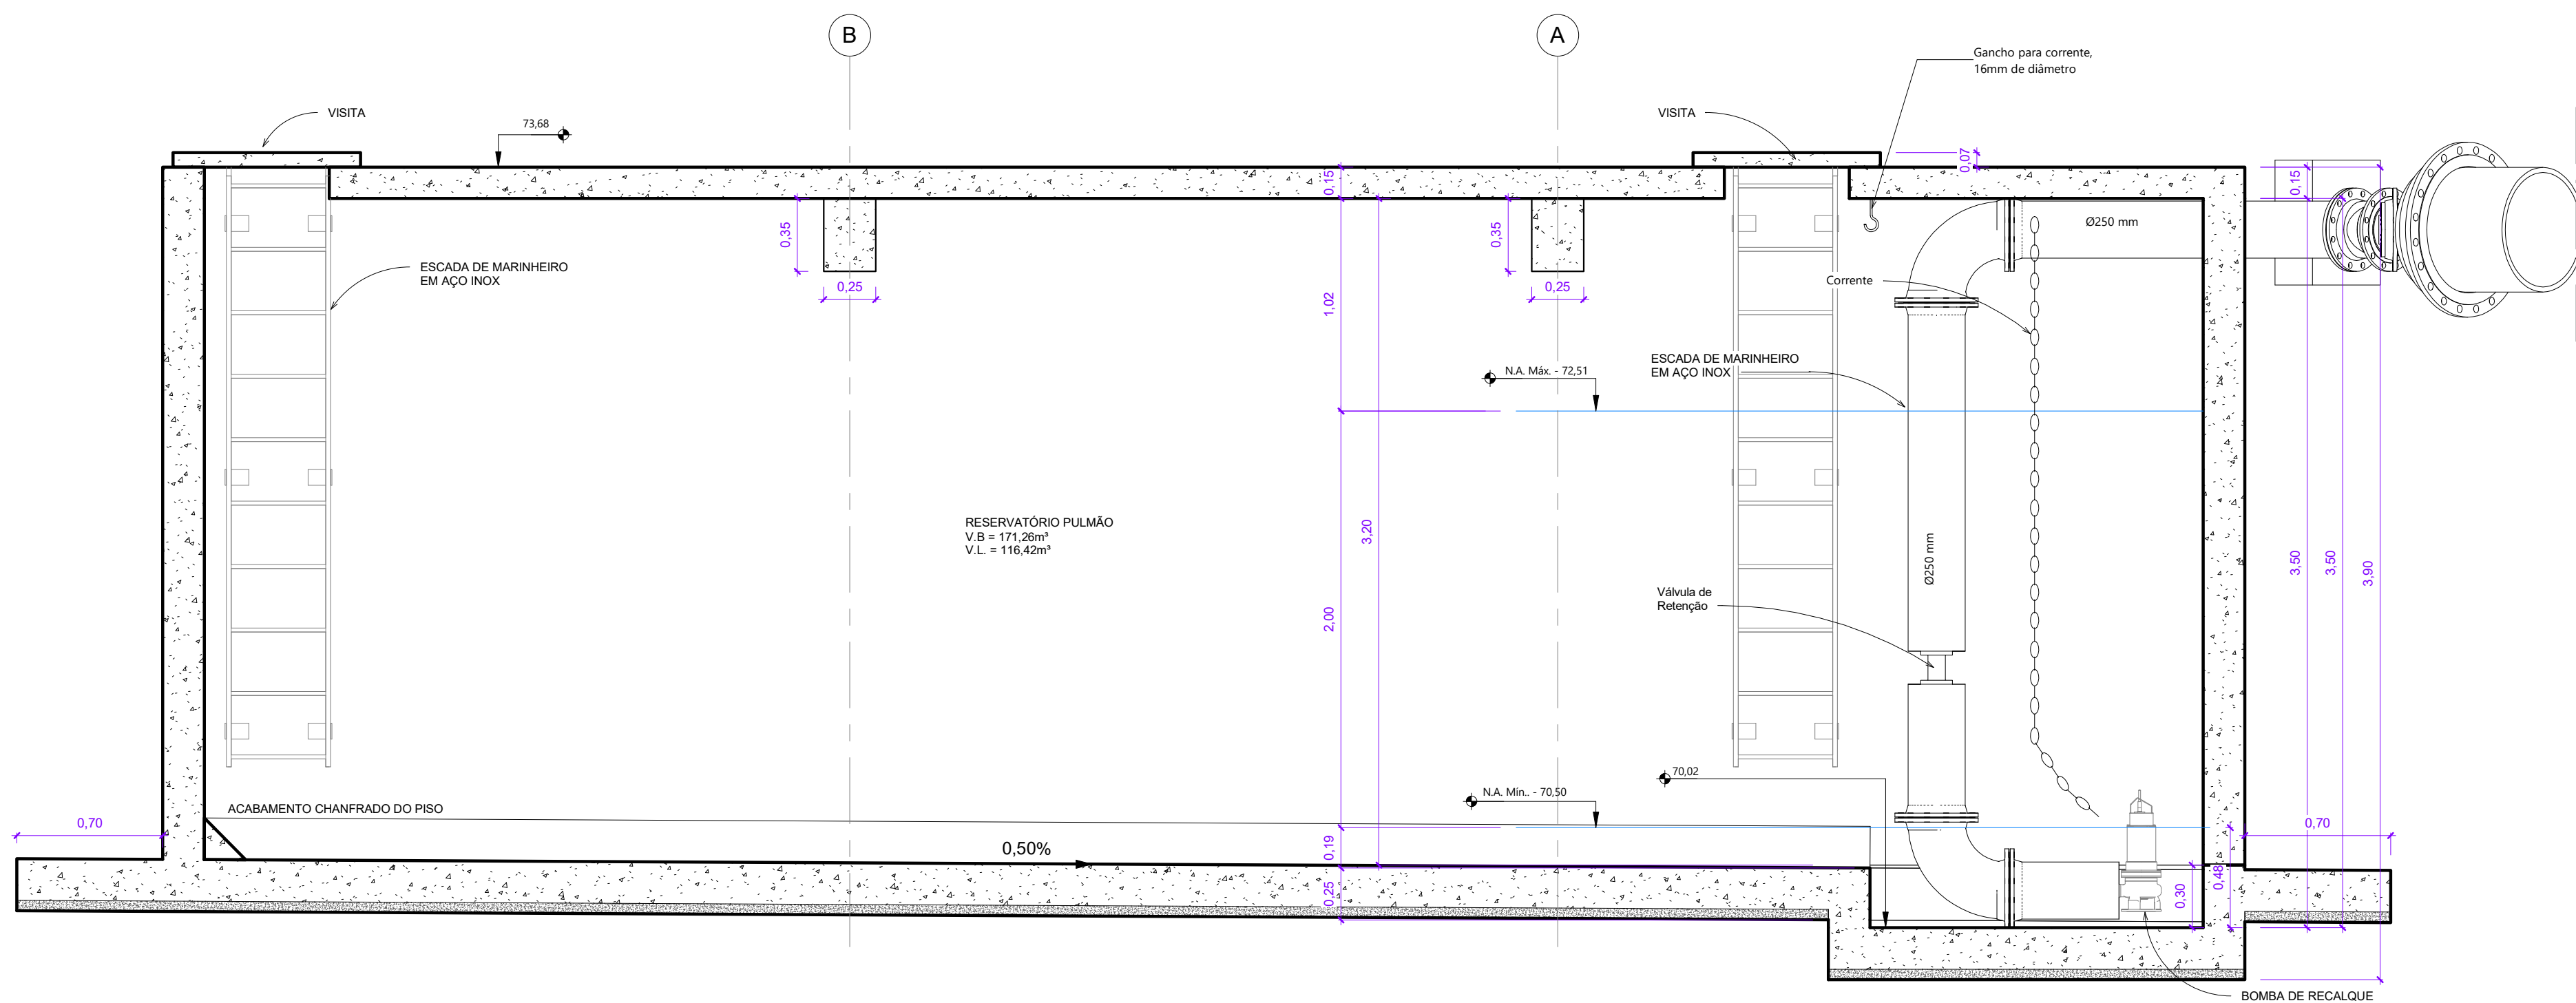 B
A
Gancho para corrente,
16mm de diâmetro
VISITA
73,68
VISITA
0,07
0,15
0,15
0,35
0,35
Ø250 mm
ESCADA DE MARINHEIRO
EM AÇO INOX
0,25
0,25
Corrente
1,02
ESCADA DE MARINHEIRO
EM AÇO INOX
N.A. Máx. - 72,51
RESERVATÓRIO PULMÃO
V.B = 171,26m³
V.L. = 116,42m³
3,20
Ø250 mm
3,50
3,50
3,90
Válvula de
Retenção
2,00
70,02
N.A. Mín.. - 70,50
ACABAMENTO CHANFRADO DO PISO
0,70
0,70
0,50%
0,19
0,25
0,30
0,48
BOMBA DE RECALQUE